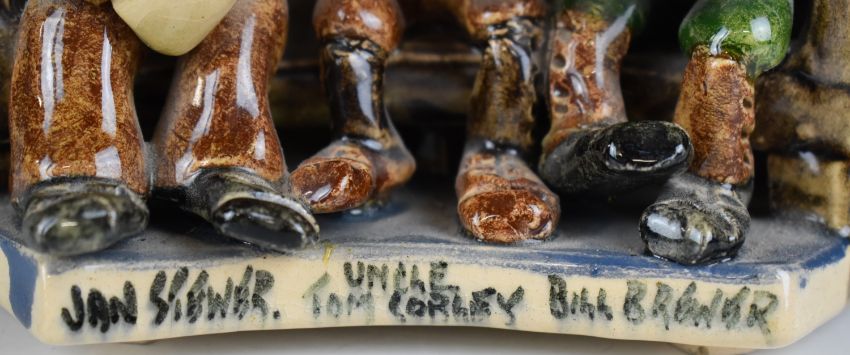 JAN STEWER.
UNCLE
TOM COBLEY
BILL BREWER